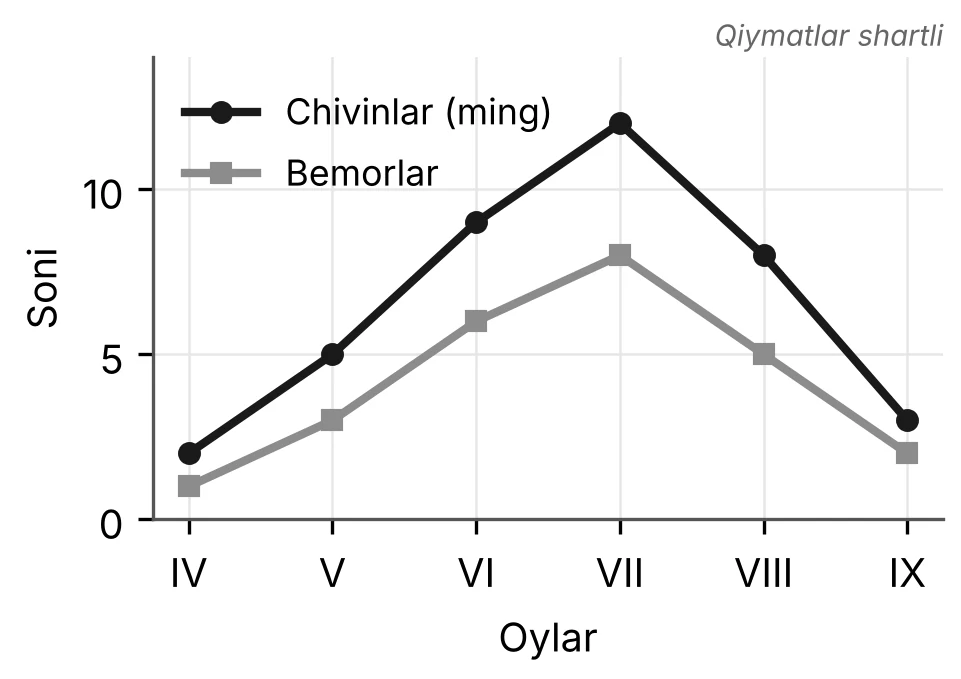 Qiymatlar shartli
Chivinlar (ming)
Bemorlar
10
5
0
Soni
IV V VI VII VIII IX
Oylar